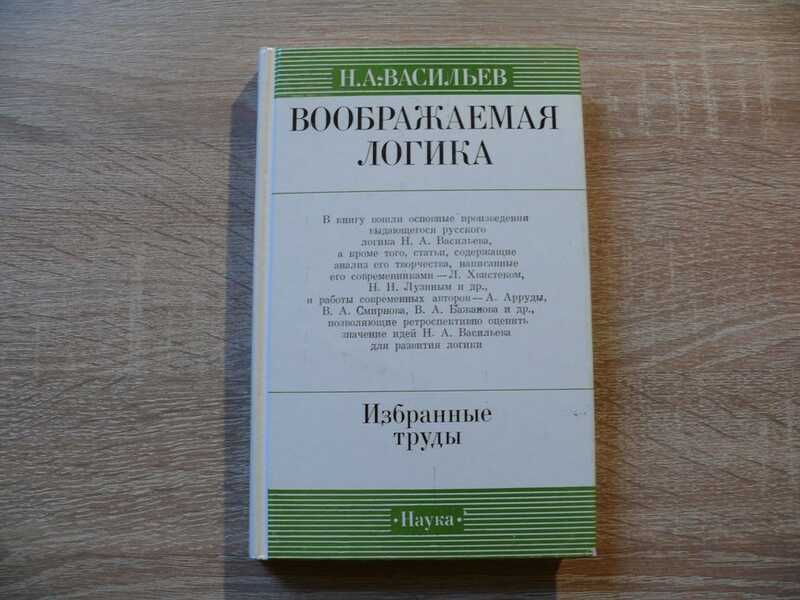 Н.А.ВАСИЛЬЕВ
ВООБРАЖАЕМАЯ
ЛОГИКА
В книгу вошли основные произведения
выдающегося русского
логика Н. А. Васильева,
а кроме того, статьи, содержащие
анализ его творчества, написанные
его современниками — Л. Хвистеком,
Н. Н. Лузиным и др.,
и работы современных авторов — А. Арруды,
В. А. Смирнова, В. А. Бажанова и др.,
позволяющие ретроспективно оценить
значение идей Н. А. Васильева
для развития логики
Избранные
труды
·Наука·